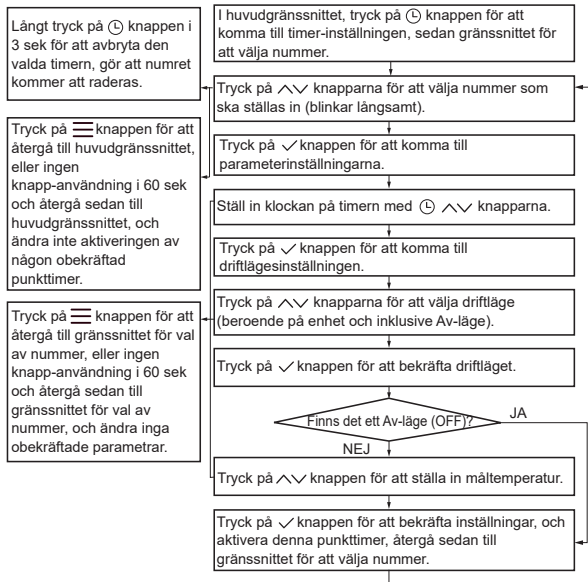 Långt tryck på knappen i
3 sek för att avbryta den
valda timern, gör att numret
kommer att raderas.
Tryck på knappen för att
återgå till huvudgränssnittet,
eller ingen
knapp-användning i 60 sek
och återgå sedan till
huvudgränssnittet, och
ändra inte aktiveringen av
någon obekräftad
punkttimer.
Tryck på knappen för att
återgå till gränssnittet för val
av nummer, eller ingen
knapp-användning i 60 sek
och återgå sedan till
gränssnittet för val av
nummer, och ändra inga
obekräftade parametrar.
I huvudgränssnittet, tryck på knappen för att
komma till timer-inställningen, sedan gränssnittet för
att välja nummer.
Tryck på knapparna för att välja nummer som
ska ställas in (blinkar långsamt).
Tryck på knappen för att komma till
parameterinställningarna.
Ställ in klockan på timern med knapparna.
Tryck på knappen för att komma till
driftlägesinställningen.
Tryck på knapparna för att välja driftläge
(beroende på enhet och inklusive Av-läge).
Tryck på knappen för att bekräfta driftläget.
Finns det ett Av-läge (OFF)?
JA
NEJ
Tryck på knappen för att ställa in måltemperatur.
Tryck på knappen för att bekräfta inställningar, och
aktivera denna punkttimer, återgå sedan till
gränssnittet för att välja nummer.